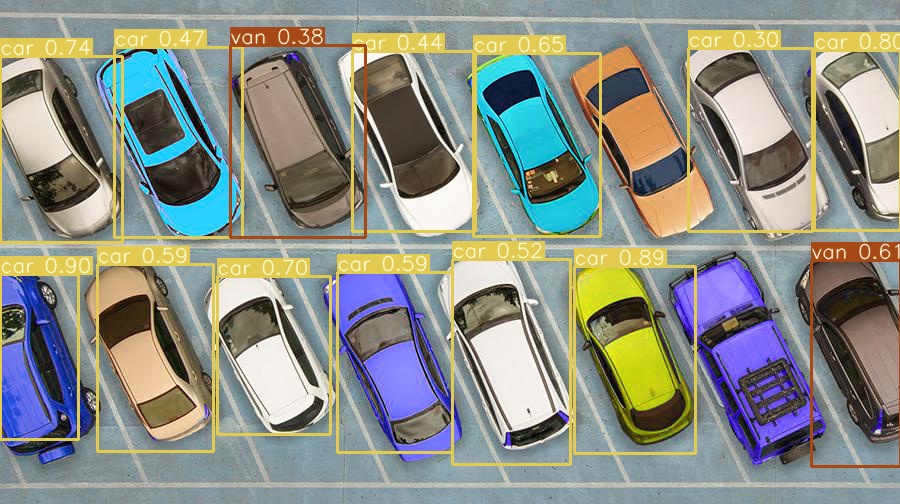 car 0.74
car 0.47
van 0.38
car 0.44
car 0.65
car 0.30
car 0.80
car 0.90
car 0.59
car 0.70
car 0.59
car 0.52
car 0.89
van 0.61